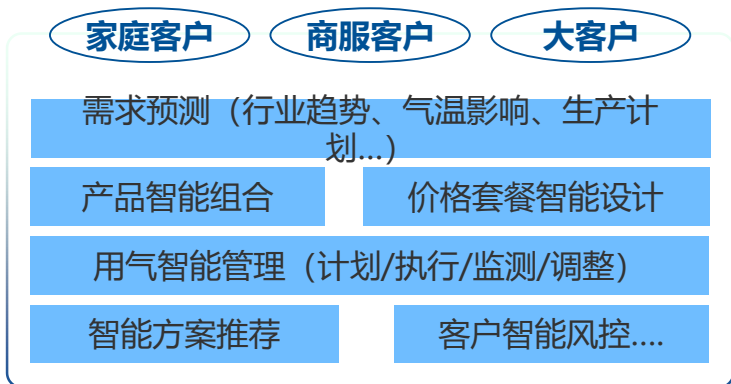 家庭客户 商服客户 大客户
需求预测（行业趋势、气温影响、生产计
划...）
产品智能组合 价格套餐智能设计
用气智能管理（计划/执行/监测/调整）
智能方案推荐 客户智能风控....